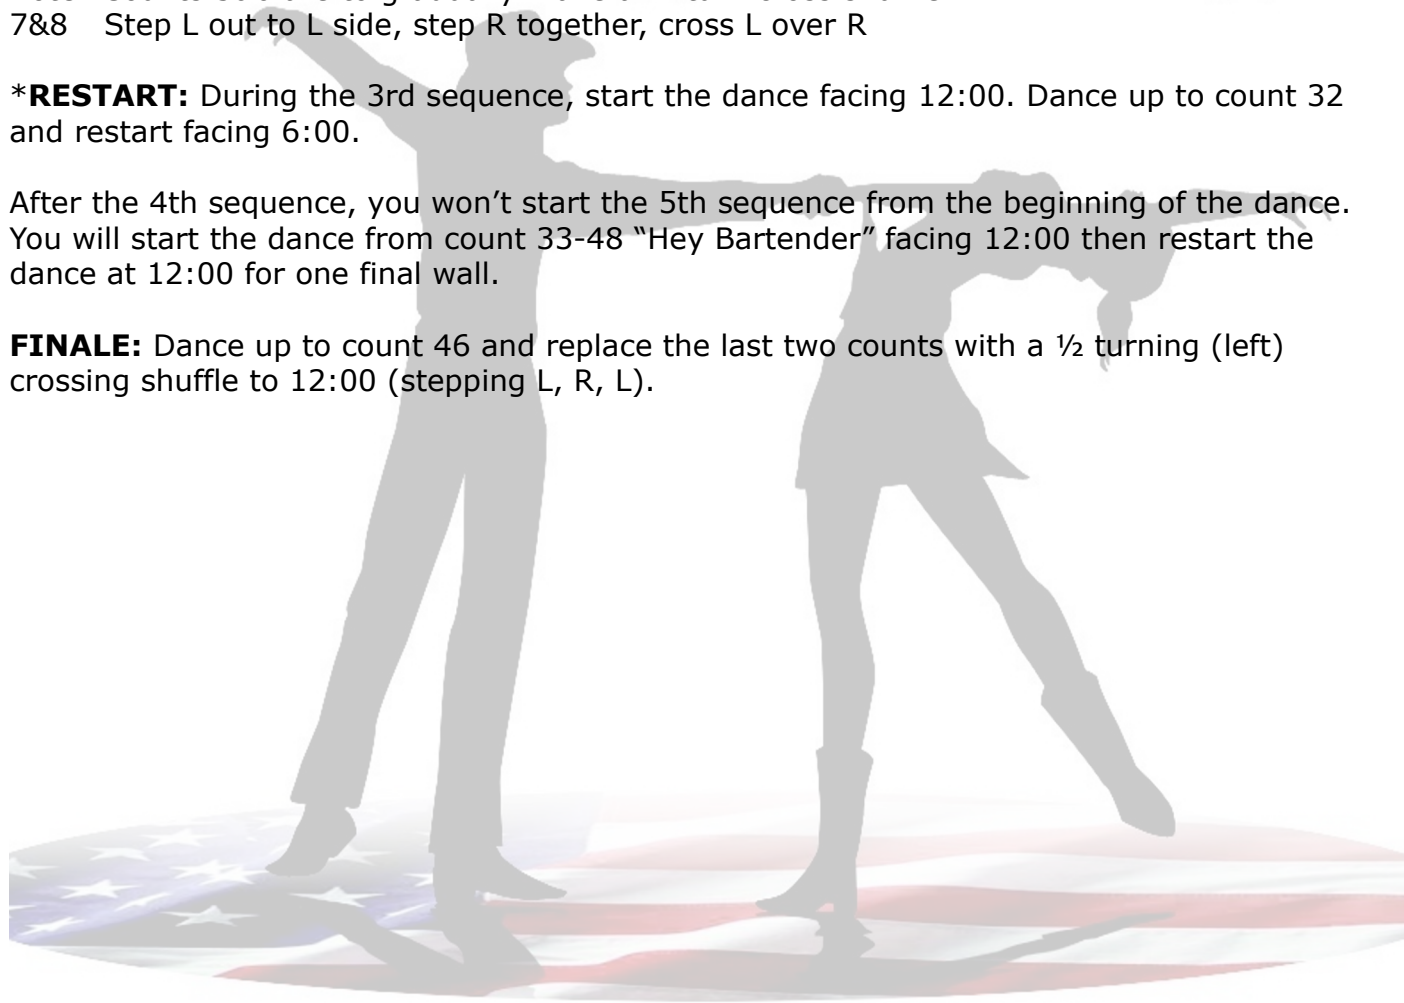 7&8 Step L out to L side, step R together, cross L over R
*RESTART: During the 3rd sequence, start the dance facing 12:00. Dance up to count 32
and restart facing 6:00.
After the 4th sequence, you won’t start the 5th sequence from the beginning of the dance.
You will start the dance from count 33-48 “Hey Bartender” facing 12:00 then restart the
dance at 12:00 for one final wall.
FINALE: Dance up to count 46 and replace the last two counts with a ½ turning (left)
crossing shuffle to 12:00 (stepping L, R, L).